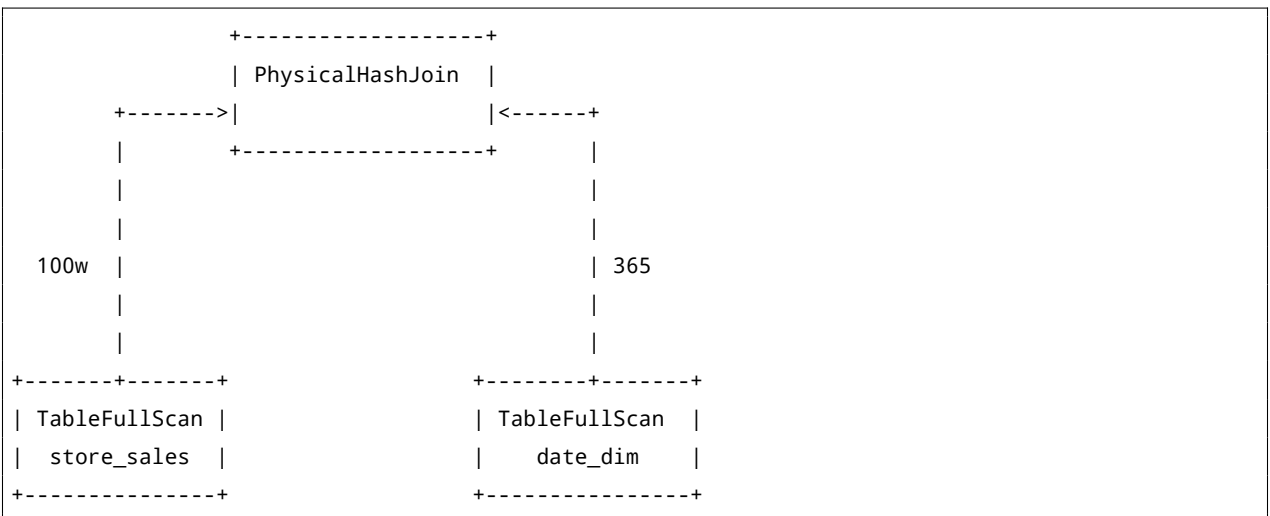 PhysicalHashJoin
100w
365
TableFullScan
store_sales
TableFullScan
date_dim